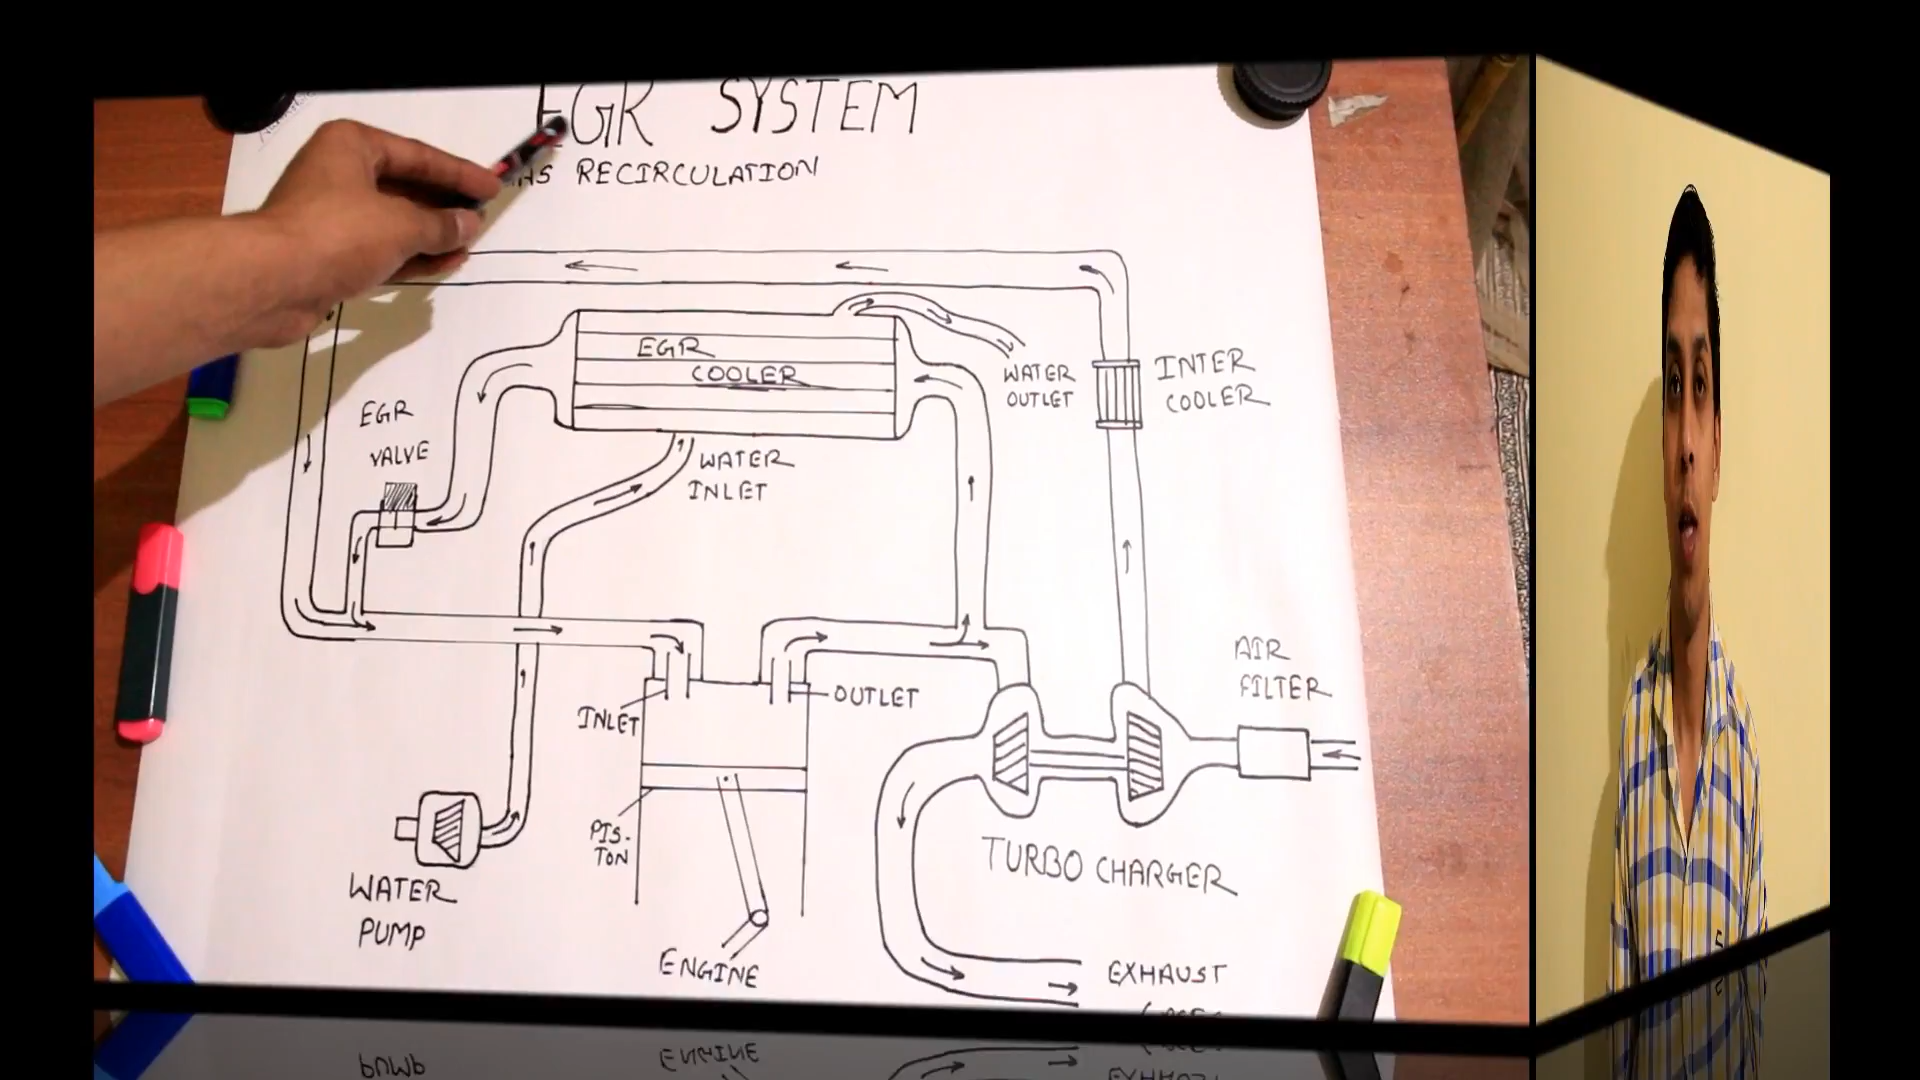 EGR SYSTEM
GAS RECIRCULATION
EGR
COOLER
WATER
OUTLET
INTER
COOLER
EGR
VALVE
WATER
INLET
AIR
FILTER
INLET
OUTLET
PIS-
TON
TURBO CHARGER
WATER
PUMP
ENGINE
EXHAUST